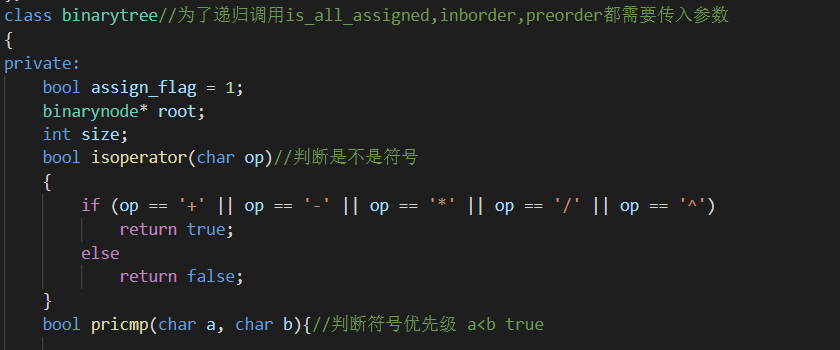 class binarytree//为了递归调用is_all_assigned,inborder,preorder都需要传入参数
{
private:
    bool assign_flag = 1;
    binarynode* root;
    int size;
    bool isoperator(char op)//判断是不是符号
    {
        if (op == '+' || op == '-' || op == '*' || op == '/' || op == '^')
            return true;
        else
            return false;
    }
    bool pricmp(char a, char b){//判断符号优先级 a<b true